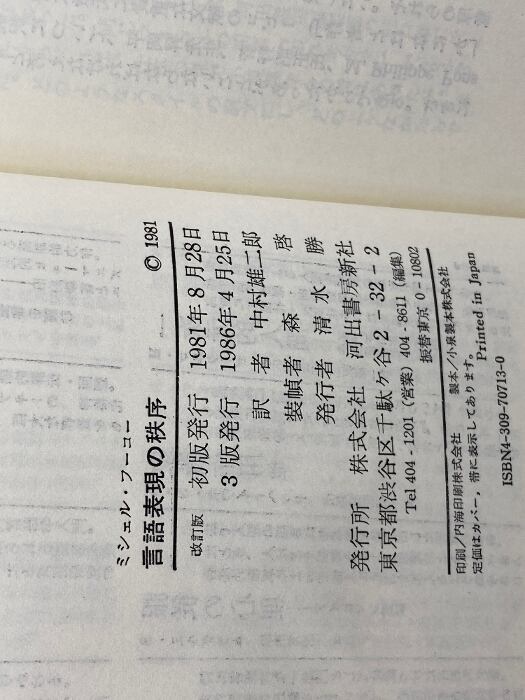 ミシェル・フーコー
言語表現の秩序 © 1981
改訂版 初版発行 1981年8月28日
3版発行 1986年4月25日
訳者 中村雄二郎
装幀者 森 啓
発行者 清水 勝
発行所 株式会社 河出書房新社
東京都渋谷区千駄ヶ谷2-32-2
Tel 404-1201(営業) 404-8611(編集)
振替東京 0-10802
印刷/内海印刷株式会社 製本/小泉製本株式会社
定価はカバー,帯に表示してあります。 Printed in Japan
ISBN4-309-70713-0